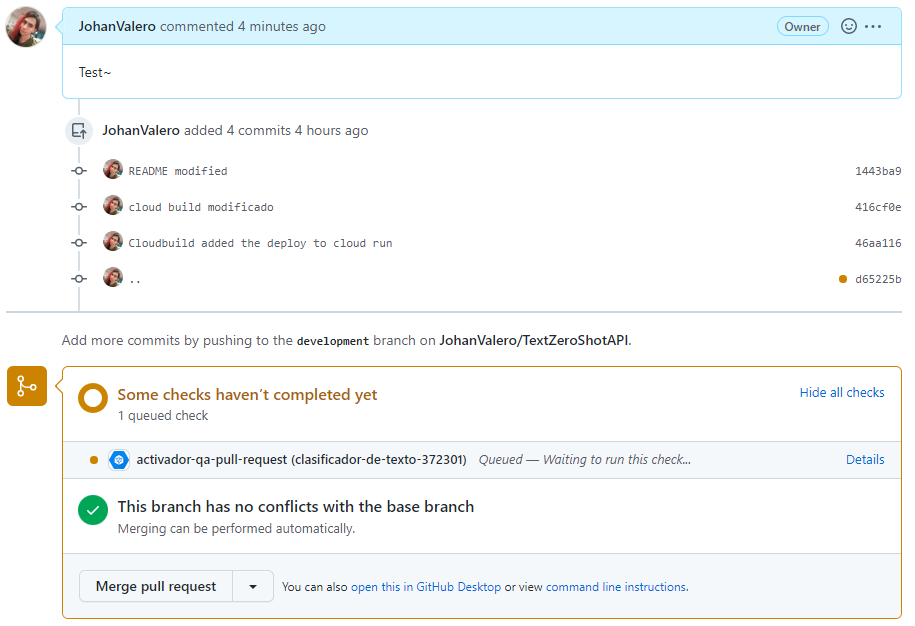 JohanValero commented 4 minutes ago Owner
Test~
JohanValero added 4 commits 4 hours ago
README modified 1443ba9
cloud build modificado 416cf0e
Cloudbuild added the deploy to cloud run 46aa116
.. d65225b
Add more commits by pushing to the development branch on JohanValero/TextZeroShotAPI.
Some checks haven't completed yet Hide all checks
1 queued check
activador-qa-pull-request (clasificador-de-texto-372301) Queued — Waiting to run this check... Details
This branch has no conflicts with the base branch
Merging can be performed automatically.
Merge pull request You can also open this in GitHub Desktop or view command line instructions.